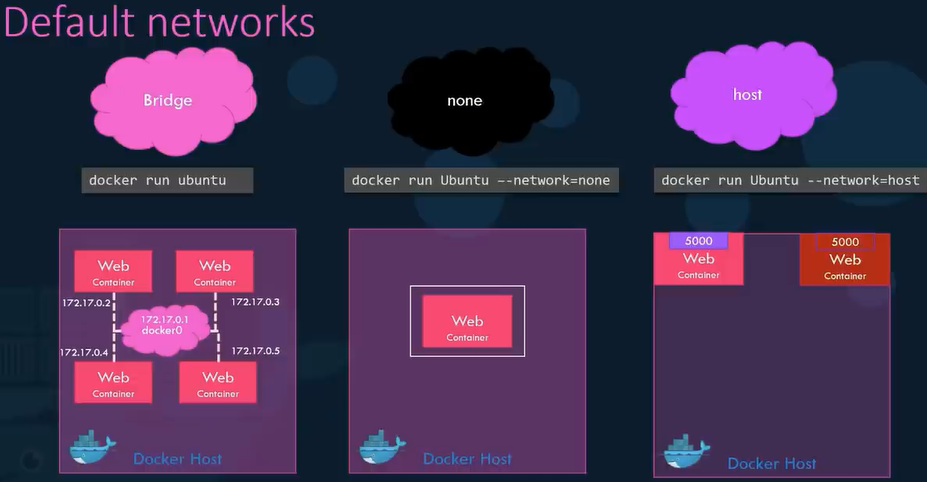 Default networks
Bridge
none
host
docker run ubuntu
docker run Ubuntu –-network=none
docker run Ubuntu --network=host
Web
Container
Web
Container
172.17.0.2
172.17.0.3
172.17.0.1
docker0
172.17.0.4
172.17.0.5
Web
Container
Web
Container
Docker Host
Web
Container
Docker Host
5000
Web
Container
5000
Web
Container
Docker Host